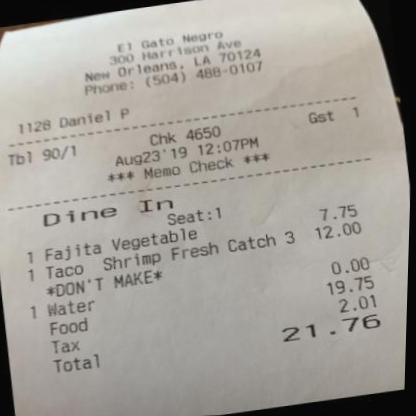 El Gato Negro
300 Harrison Ave
New Orleans, LA 70124
Phone: (504) 488-0107
1128 Daniel P
Tbl 90/1 Chk 4650 Gst 1
Aug23'19 12:07PM
*** Memo Check ***
Dine In
Seat:1
1 Fajita Vegetable 7.75
1 Taco Shrimp Fresh Catch 3 12.00
*DON'T MAKE*
1 Water 0.00
Food 19.75
Tax 2.01
Total 21.76